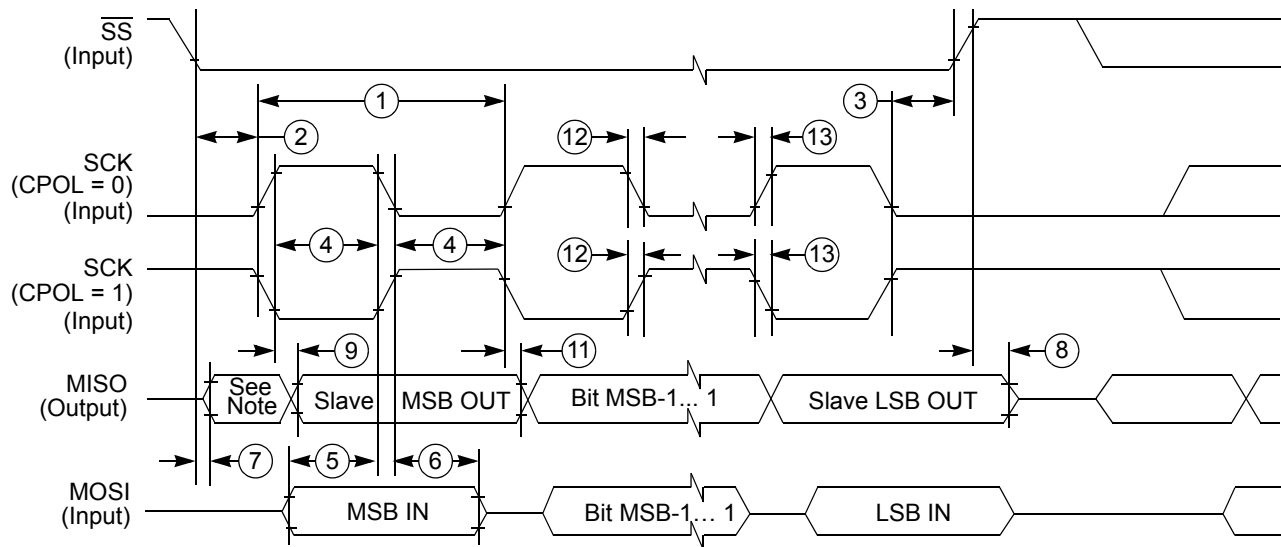 SS
(Input)
1
3
2
12
13
SCK
(CPOL = 0)
(Input)
4
4
SCK
(CPOL = 1)
(Input)
12
13
9
11
8
MISO
(Output)
See
Note
Slave
MSB OUT
Bit MSB-1... 1
Slave LSB OUT
7
5
6
MOSI
(Input)
MSB IN
Bit MSB-1... 1
LSB IN